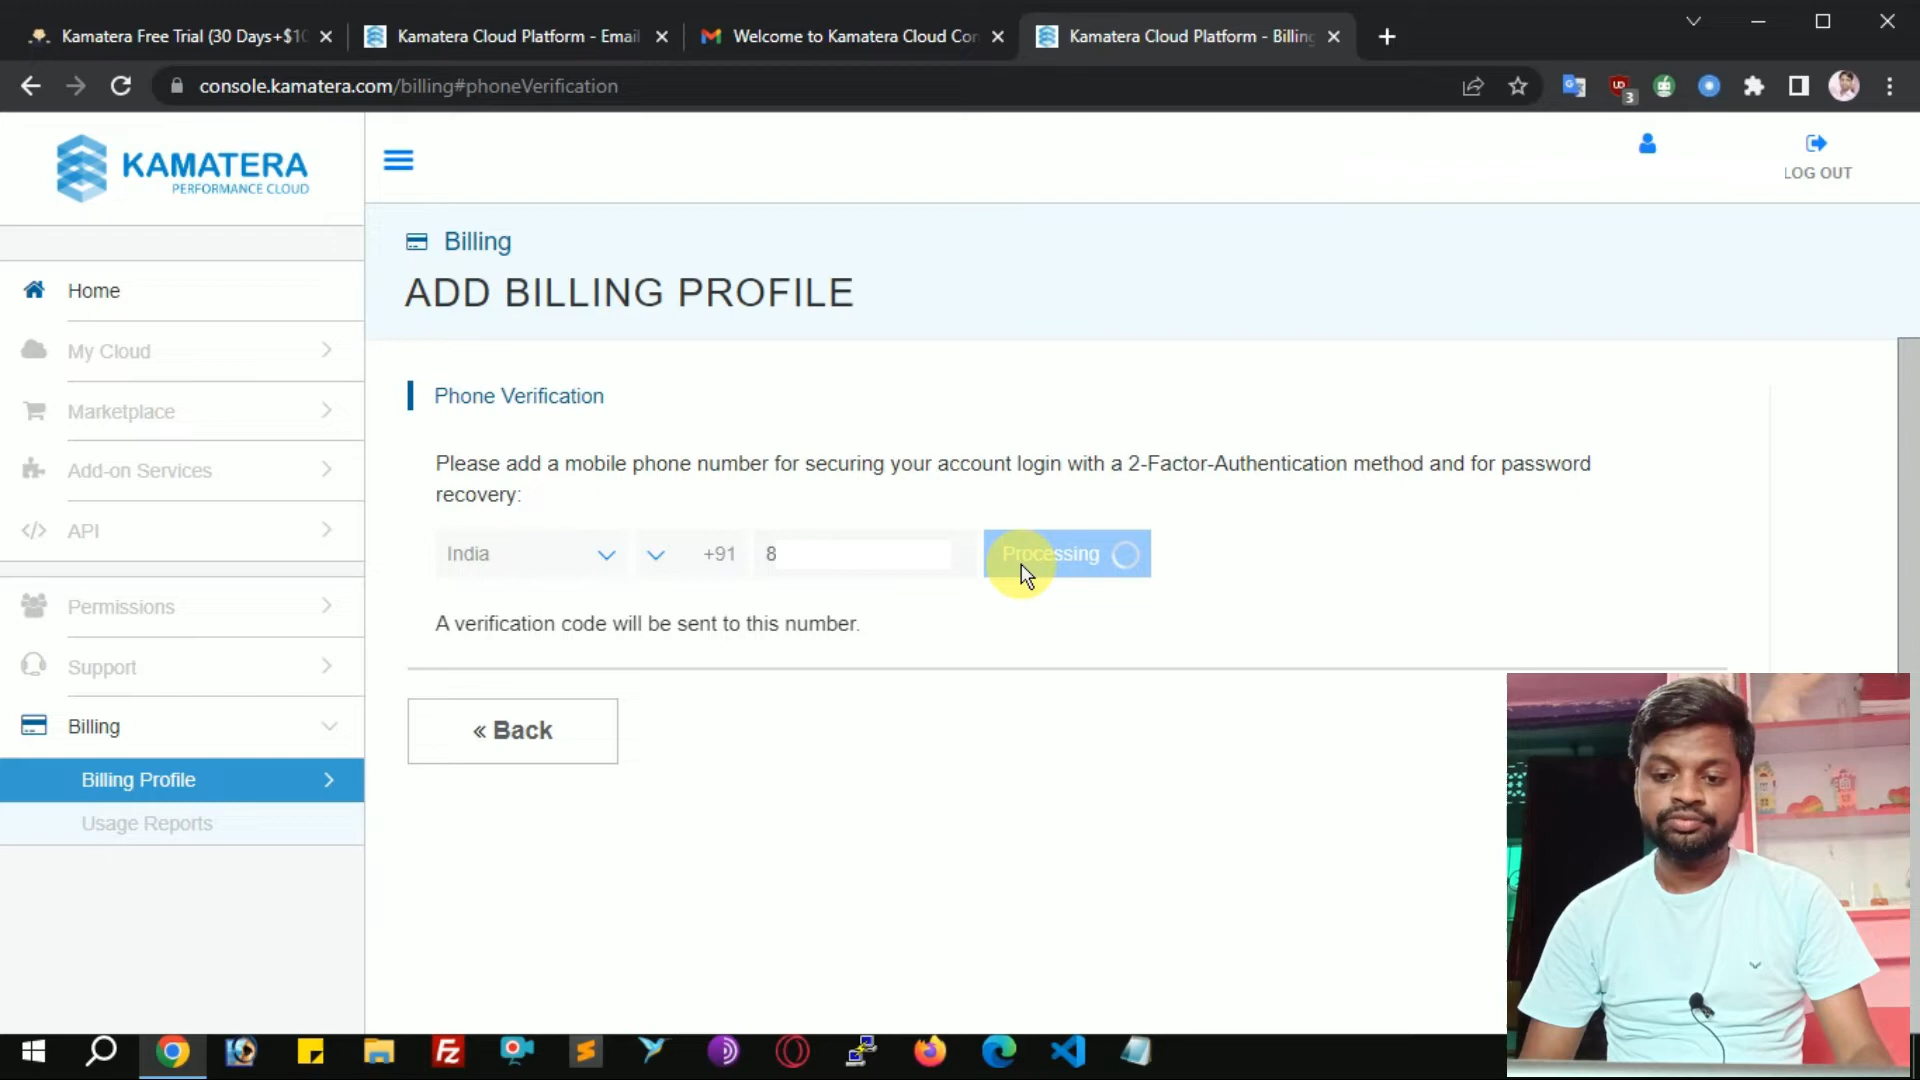 Kamatera Free Trial (30 Days+$10
Kamatera Cloud Platform - Email
Welcome to Kamatera Cloud Con
Kamatera Cloud Platform - Billing
console.kamatera.com/billing#phoneVerification
UD
3
KAMATERA
PERFORMANCE CLOUD
LOG OUT
Billing
ADD BILLING PROFILE
Home
My Cloud
Marketplace
Add-on Services
API
Permissions
Support
Billing
Billing Profile
Usage Reports
Phone Verification
Please add a mobile phone number for securing your account login with a 2-Factor-Authentication method and for password
recovery:
India
+91
8
Processing
A verification code will be sent to this number.
« Back